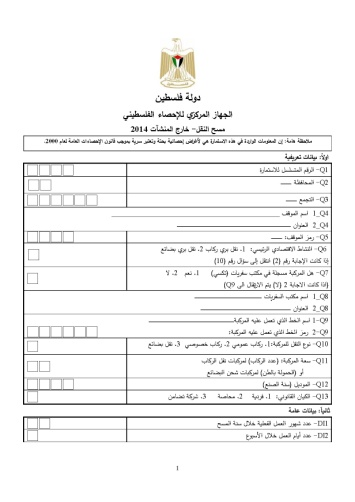 دولة فلسطين
الجهاز المركزي للإحصاء الفلسطيني
مسح النقل- خارج المنشآت 2014
ملاحظة هامة: إن المعلومات الواردة في هذه الاستمارة هي لأغراض إحصائية بحتة وتعتبر سرية بموجب قانون الإحصاءات العامة لعام 2000.
أولاً: بيانات تعريفية
Q1- الرقم المتسلسل للاستمارة
Q2- المحافظة
Q3- التجمع
Q4_1 اسم الموقف
Q4_2 العنوان
Q5- رمز الموقف:
Q6- النشاط الاقتصادي الرئيسي: 1. نقل بري ركاب 2. نقل بري بضائع
إذا كانت الإجابة رقم (2) انتقل إلى سؤال رقم (10)
Q7- هل المركبة مسجلة في مكتب سفريات (تكسي) 1. نعم 2. لا
إذا كانت الاجابة 2 (لا) يتم الانتقال الى Q9)
Q8_1 اسم مكتب السفريات
Q8_2 العنوان
Q9-1 اسم الخط الذي تعمل عليه المركبة
Q9-2 رمز الخط الذي تعمل عليه المركبة:
Q10- نوع النقل للمركبة: 1. ركاب عمومي 2. ركاب خصوصي 3. نقل بضائع
Q11- سعة المركبة: (عدد الركاب) لمركبات نقل الركاب
أو (الحمولة بالطن) لمركبات شحن البضائع
Q12- الموديل (سنة الصنع)
Q13- الكيان القانوني: 1. فردية 2. محاصة 3. شركة تضامن
ثانياً: بيانات عامة
DI1- عدد شهور العمل الفعلية خلال سنة المسح
DI2- عدد أيام العمل خلال الأسبوع
1